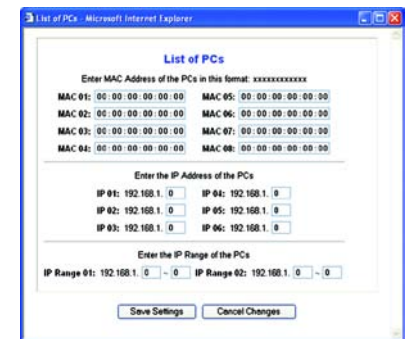 List of PCs - Microsoft Internet Explorer
List of PCs
Enter MAC Address of the PCs in this format: xxxxxxxxxxxx
MAC 01: 00:00:00:00:00:00 MAC 05: 00:00:00:00:00:00
MAC 02: 00:00:00:00:00:00 MAC 06: 00:00:00:00:00:00
MAC 03: 00:00:00:00:00:00 MAC 07: 00:00:00:00:00:00
MAC 04: 00:00:00:00:00:00 MAC 08: 00:00:00:00:00:00
Enter the IP Address of the PCs
IP 01: 192.168.1. 0 IP 04: 192.168.1. 0
IP 02: 192.168.1. 0 IP 05: 192.168.1. 0
IP 03: 192.168.1. 0 IP 06: 192.168.1. 0
Enter the IP Range of the PCs
IP Range 01: 192.168.1. 0 ~ 0 IP Range 02: 192.168.1. 0 ~ 0
Save Settings Cancel Changes